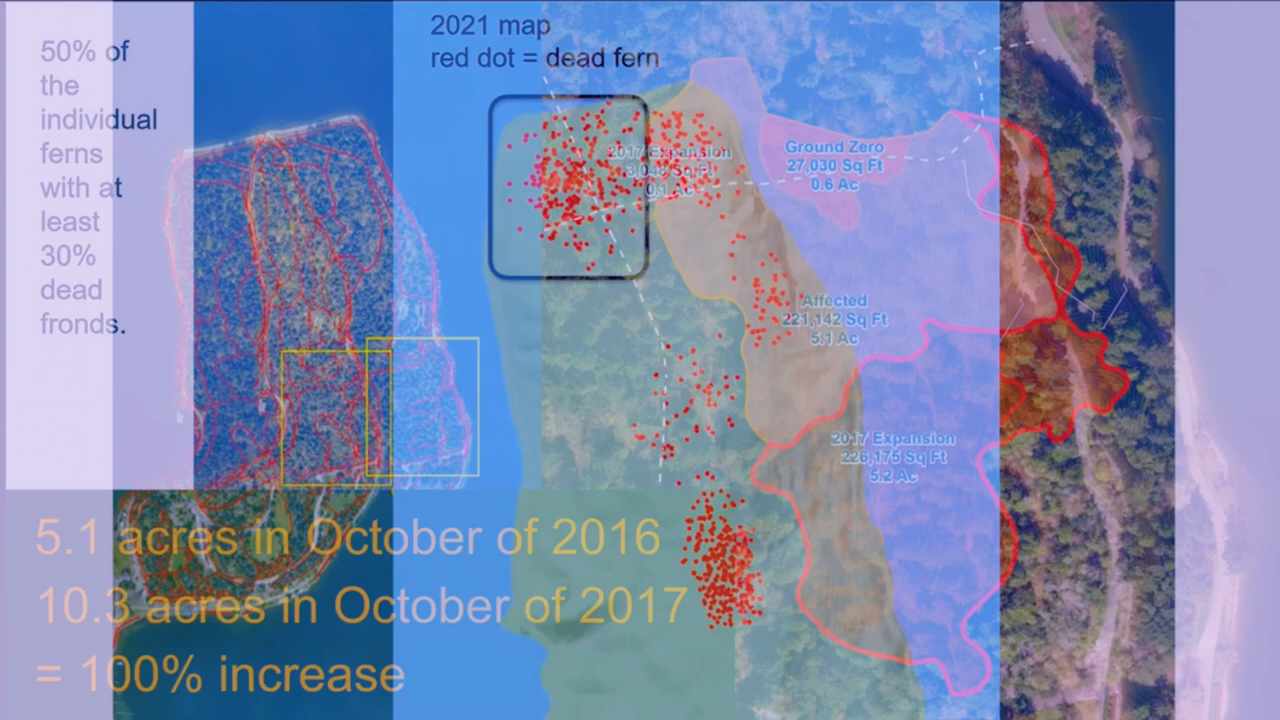 50% of
the
individual
ferns
with at
least
30%
dead
fronds.
2021 map
red dot = dead fern
2017 Expansion
3,048 Sq Ft
0.1 Ac
Ground Zero
27,030 Sq Ft
0.6 Ac
Affected
221,142 Sq Ft
5.1 Ac
2017 Expansion
226,175 Sq Ft
5.2 Ac
5.1 acres in October of 2016
10.3 acres in October of 2017
= 100% increase